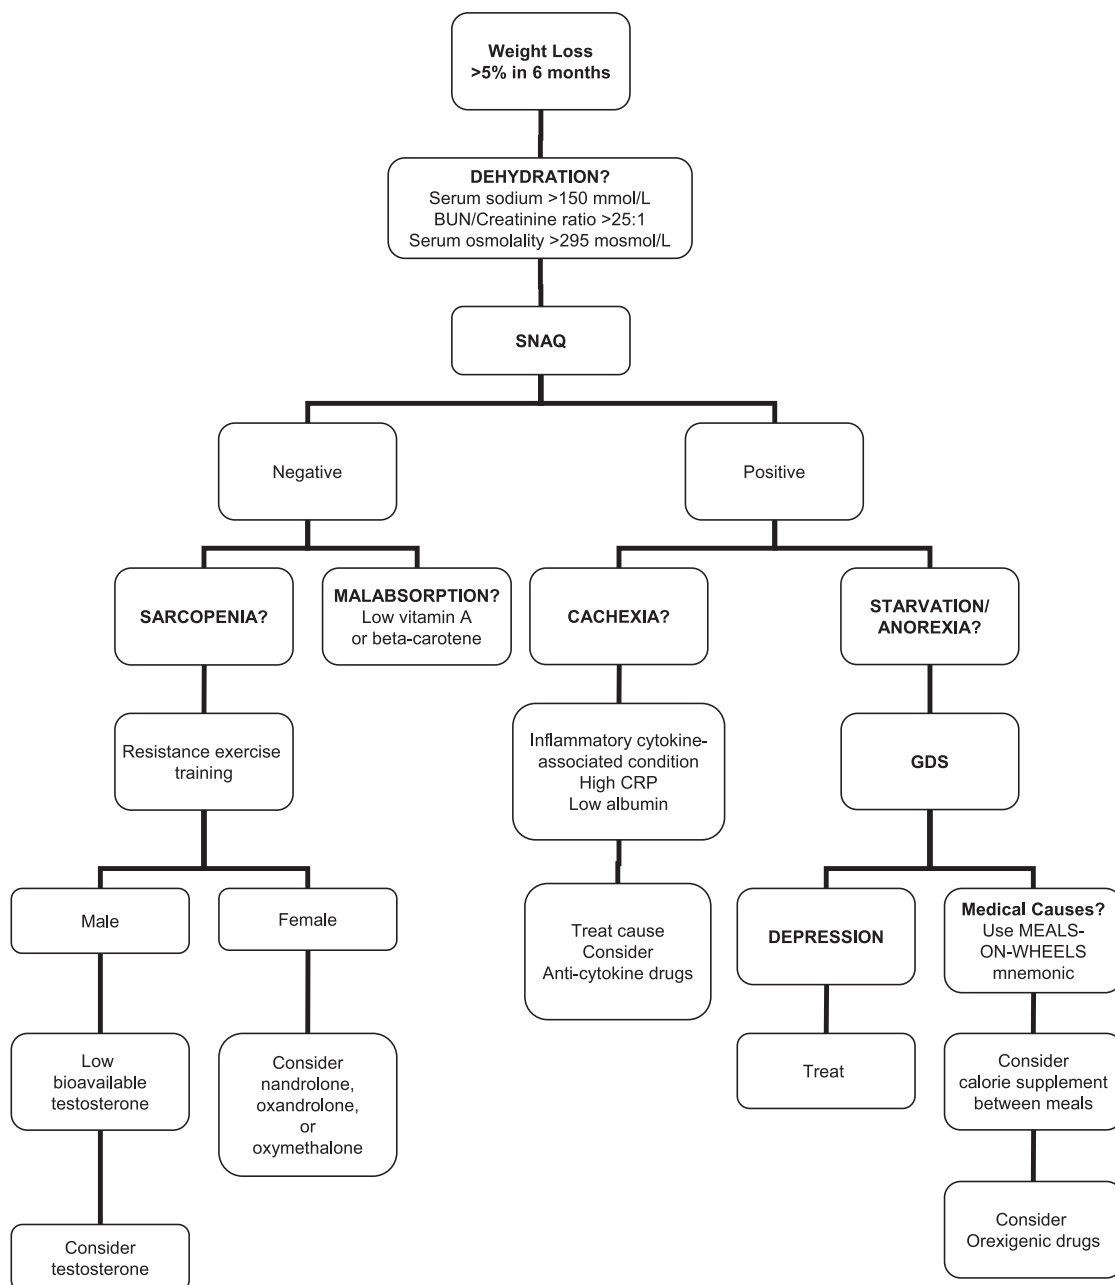 Weight Loss
>5% in 6 months
DEHYDRATION?
Serum sodium >150 mmol/L
BUN/Creatinine ratio >25:1
Serum osmolality >295 mosmol/L
SNAQ
Negative
Positive
SARCOPENIA?
MALABSORPTION?
Low vitamin A
or beta-carotene
CACHEXIA?
STARVATION/
ANOREXIA?
Resistance exercise
training
Inflammatory cytokine-
associated condition
High CRP
Low albumin
GDS
Male
Female
Treat cause
Consider
Anti-cytokine drugs
DEPRESSION
Medical Causes?
Use MEALS-
ON-WHEELS
mnemonic
Low
bioavailable
testosterone
Consider
nandrolone,
oxandrolone,
or
oxymethalone
Treat
Consider
calorie supplement
between meals
Consider
testosterone
Consider
Orexigenic drugs